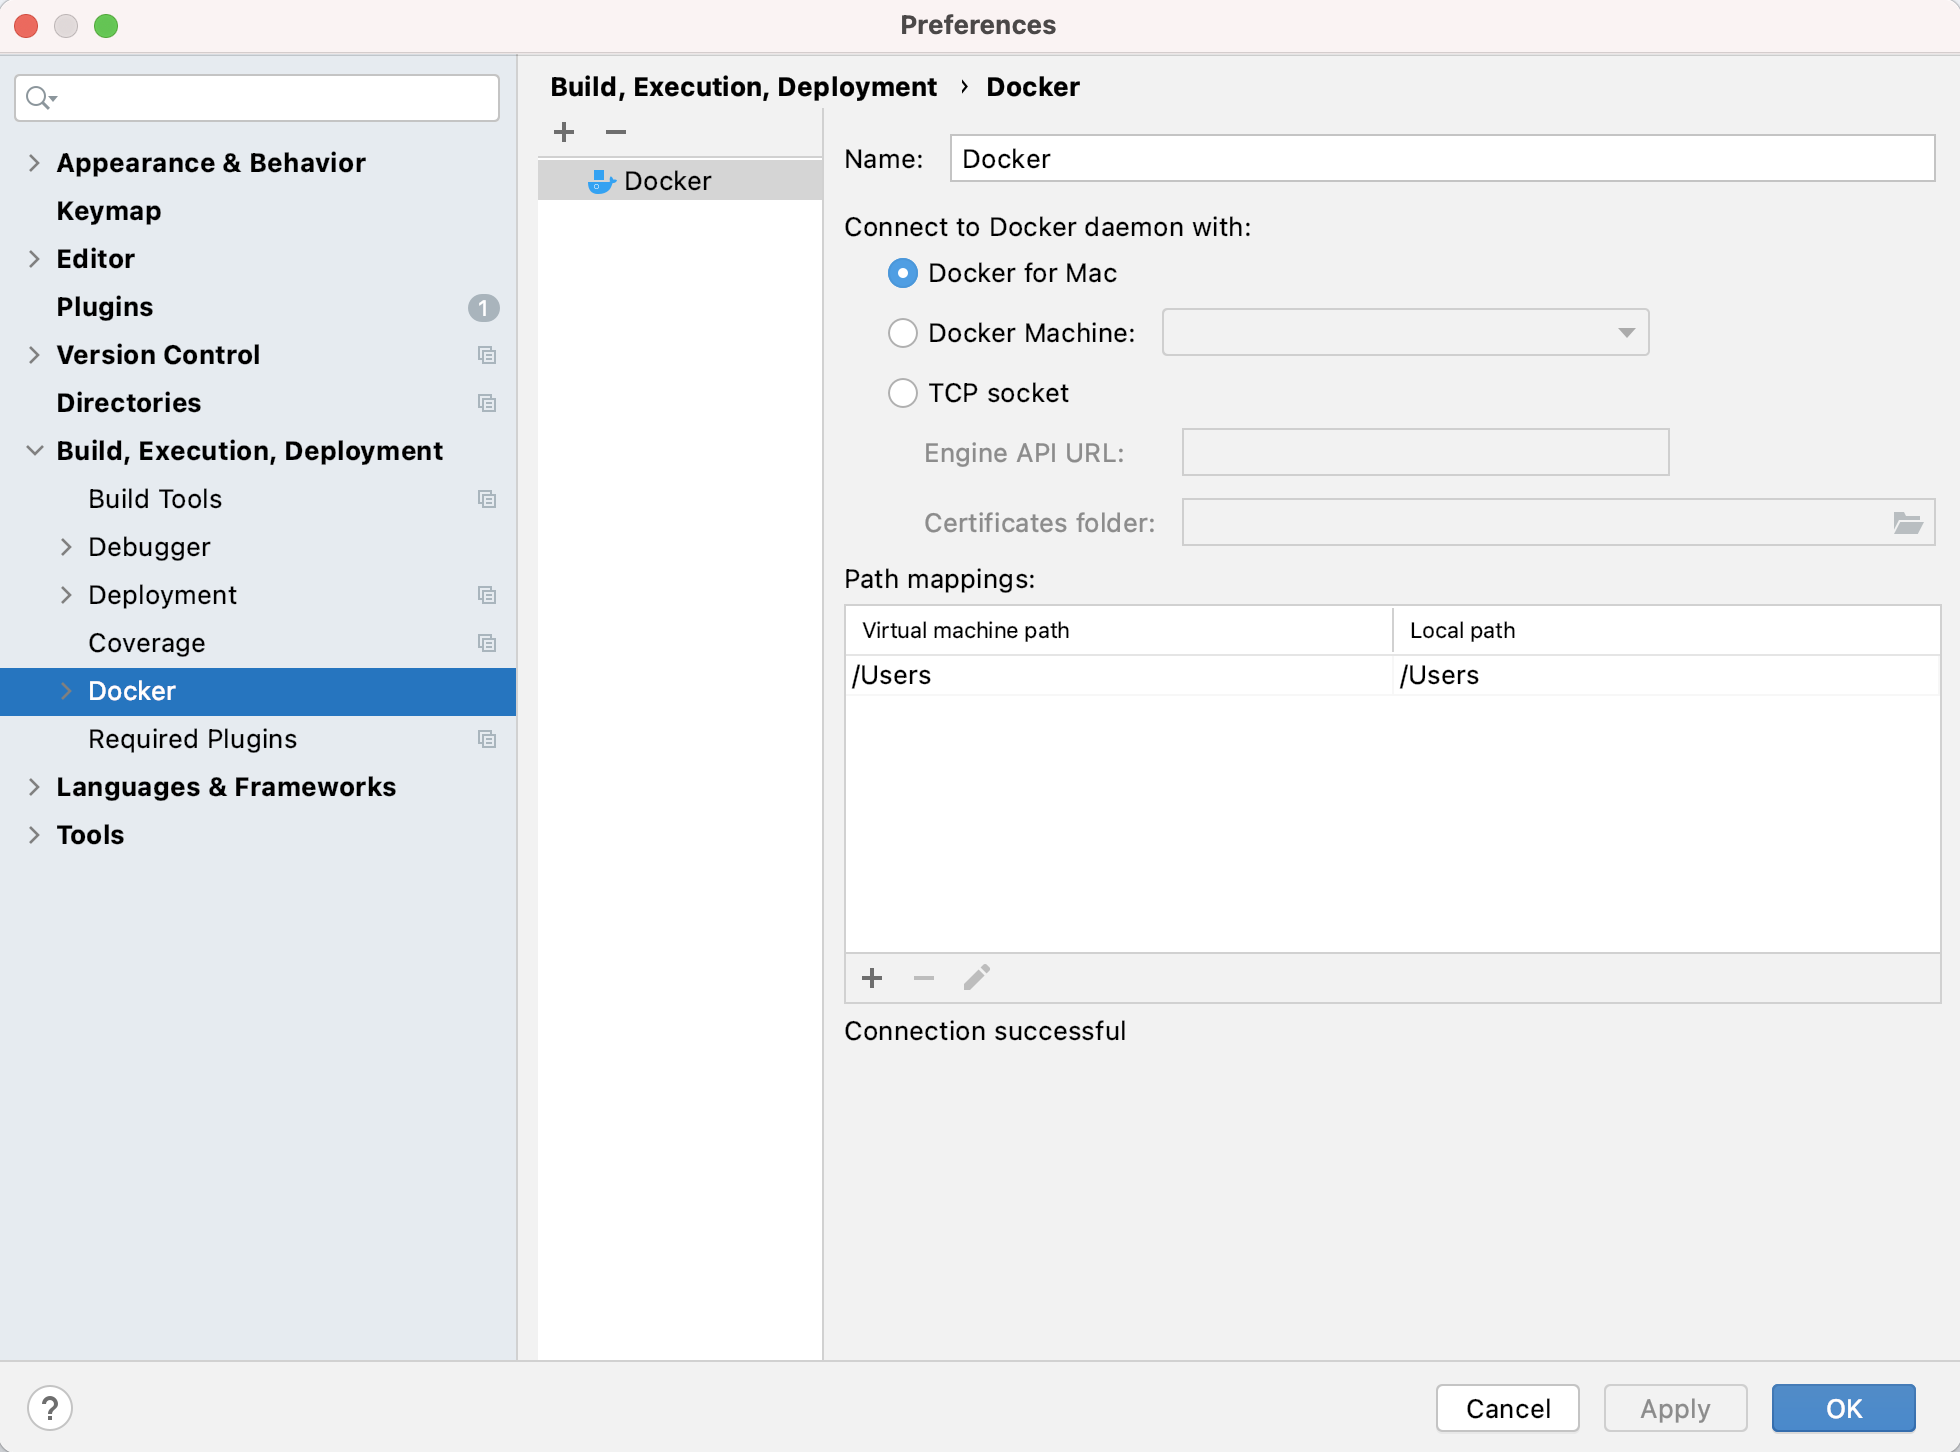 Preferences
Appearance & Behavior
Keymap
Editor
Plugins 1
Version Control
Directories
Build, Execution, Deployment
Build Tools
Debugger
Deployment
Coverage
Docker
Required Plugins
Languages & Frameworks
Tools
Build, Execution, Deployment › Docker
Docker
Name: Docker
Connect to Docker daemon with:
Docker for Mac
Docker Machine:
TCP socket
Engine API URL:
Certificates folder:
Path mappings:
Virtual machine path Local path
/Users /Users
Connection successful
? Cancel Apply OK